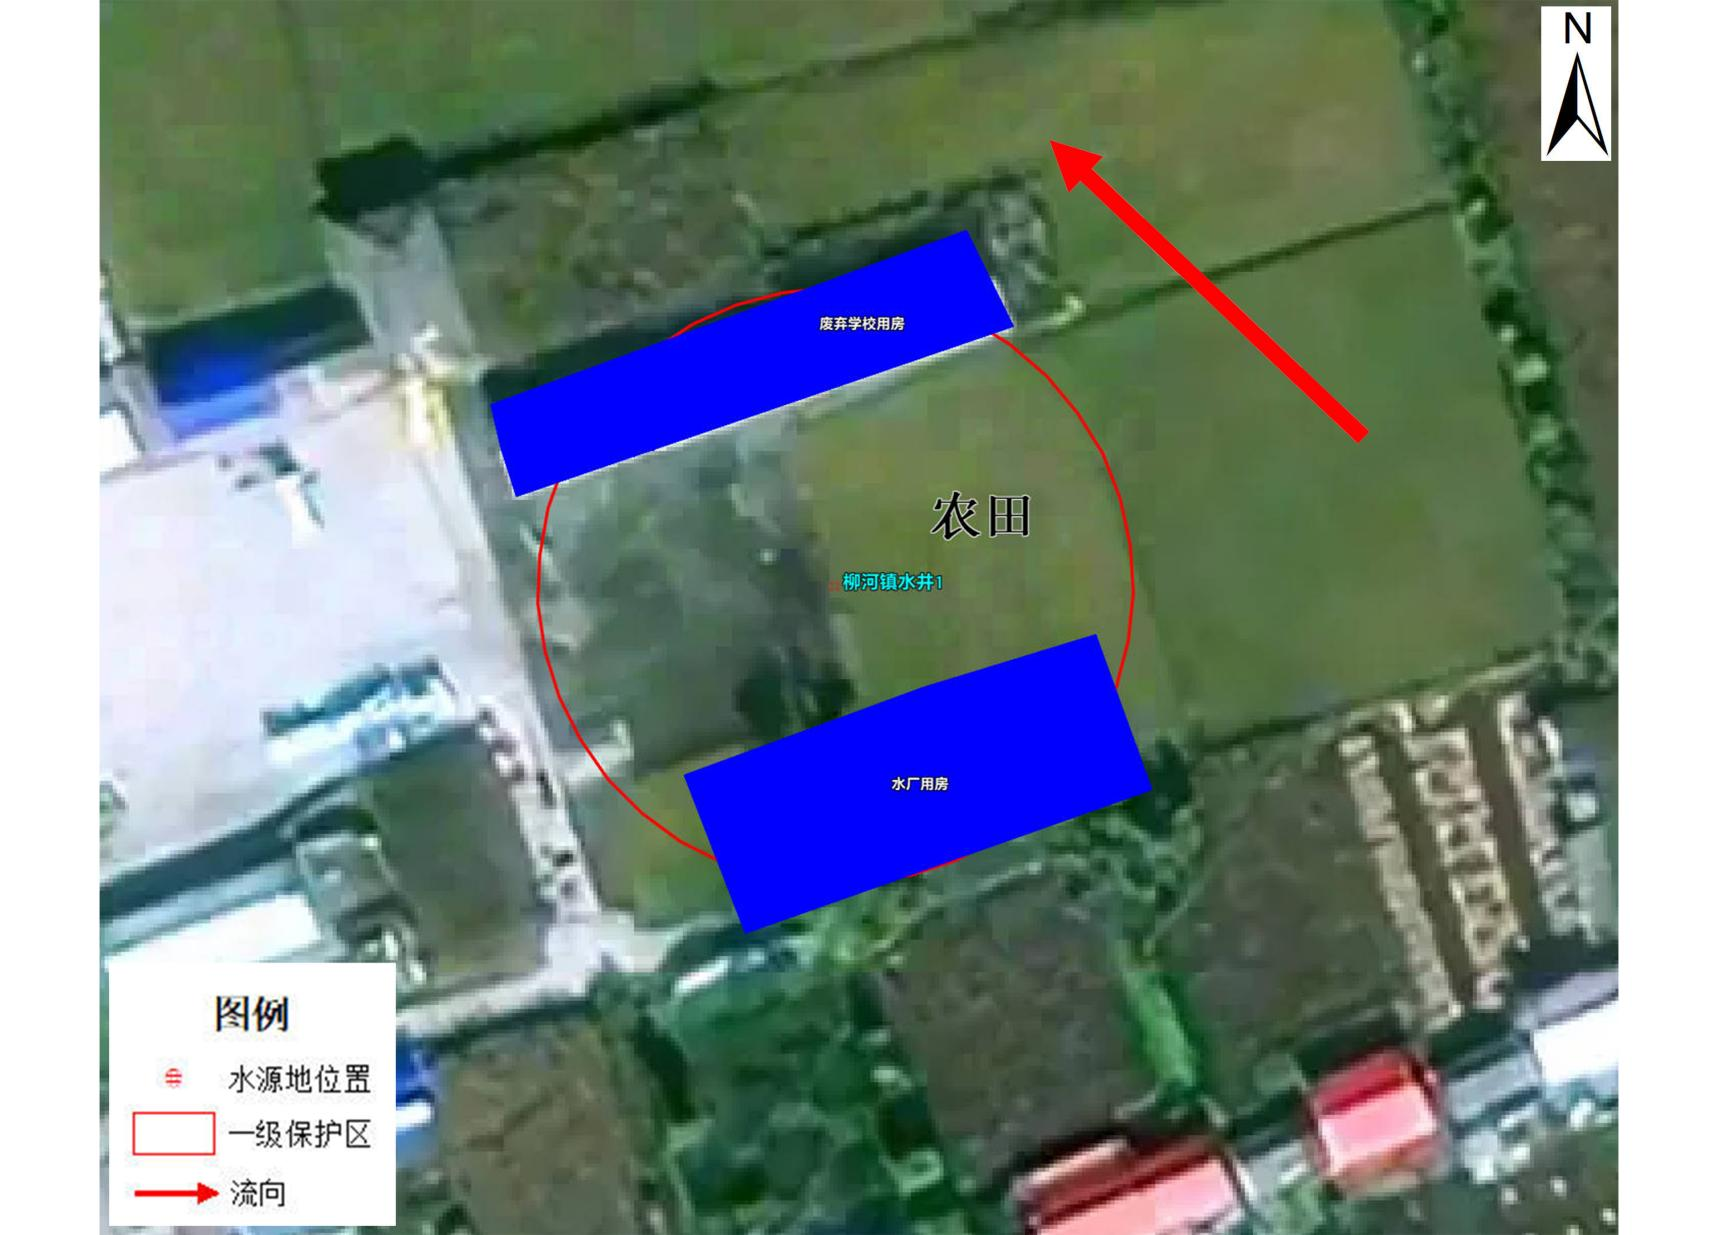 N
废弃学校用房
农田
柳河镇水井1
水厂用房
图例
水源地位置
一级保护区
流向